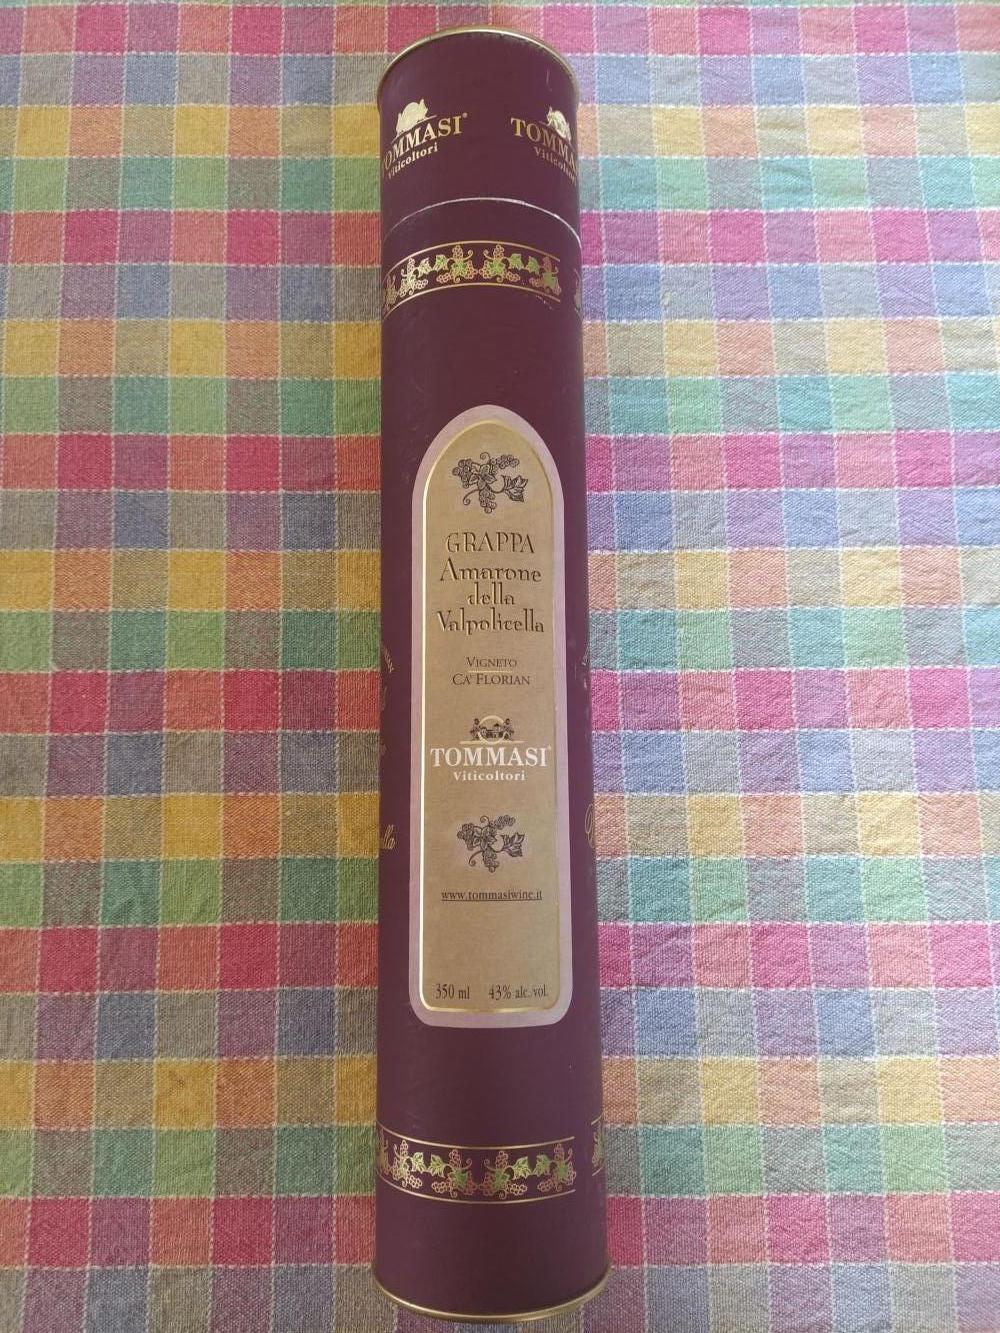 TOMMASI®
Viticoltori
TOMMASI
Viticoltori
GRAPPA
Amarone
della
Valpolicella
VIGNETO
CA' FLORIAN
TOMMASI®
Viticoltori
www.tommasiwine.it
350 ml 43% alc. vol.